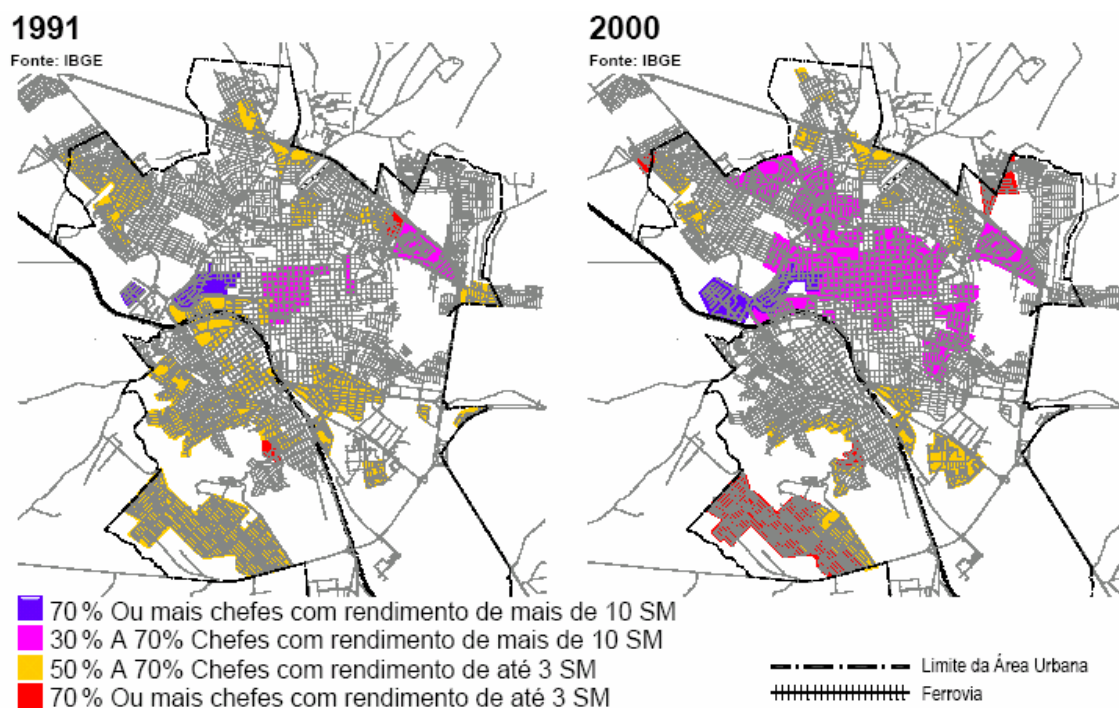 1991
Fonte: IBGE
2000
Fonte: IBGE
70 % Ou mais chefes com rendimento de mais de 10 SM
30 % A 70% Chefes com rendimento de mais de 10 SM
50 % A 70% Chefes com rendimento de até 3 SM
70 % Ou mais chefes com rendimento de até 3 SM
Limite da Área Urbana
Ferrovia